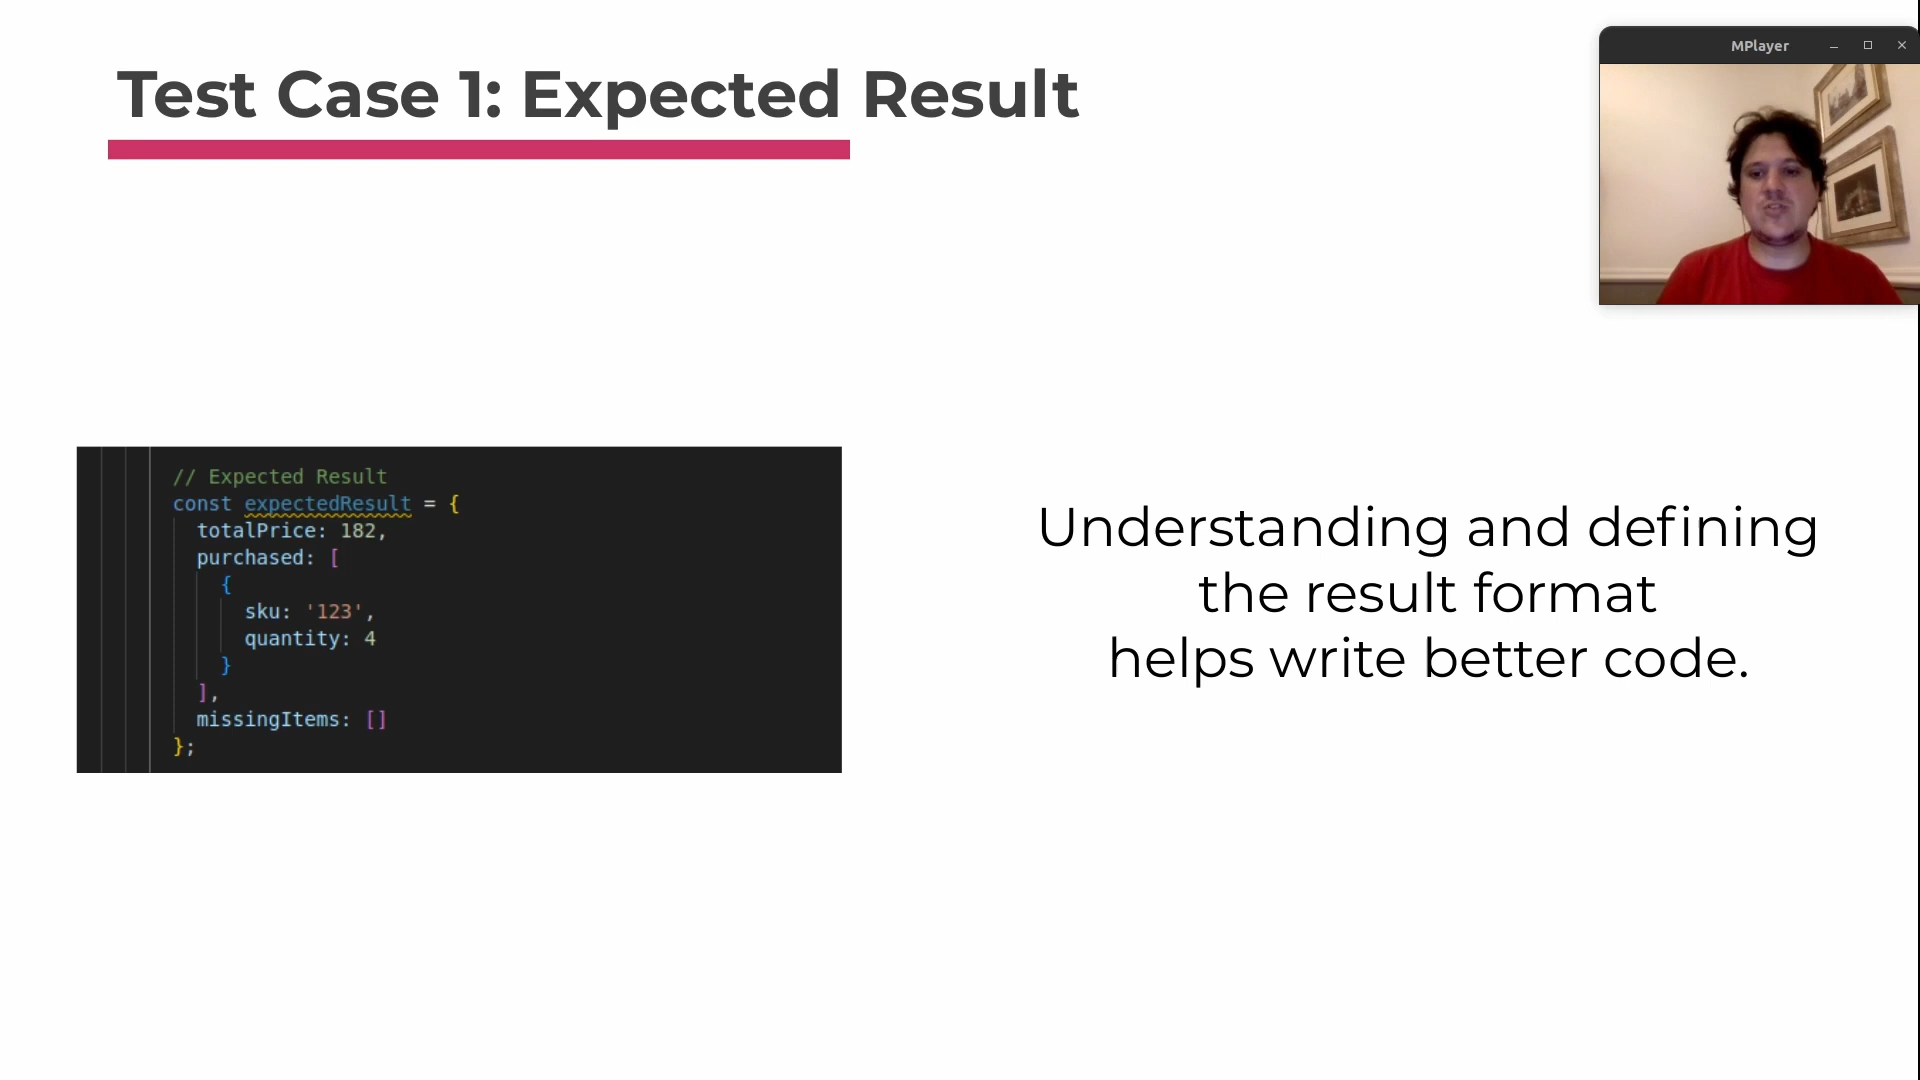 Test Case 1: Expected Result
MPlayer
// Expected Result
const expectedResult = {
totalPrice: 182,
purchased: [
{
sku: '123',
quantity: 4
}
],
missingItems: []
};
Understanding and defining
the result format
helps write better code.